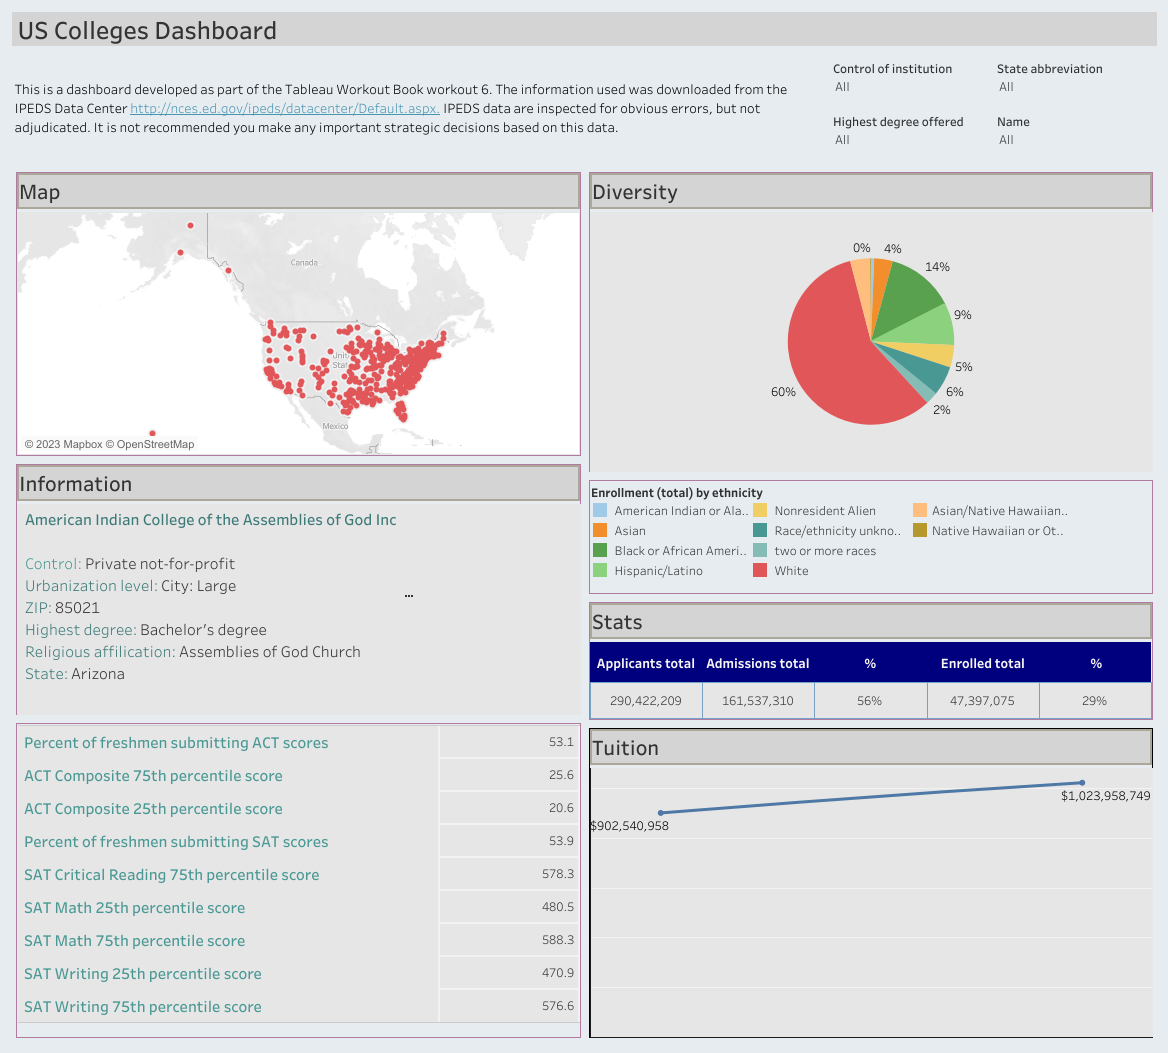 US Colleges Dashboard
This is a dashboard developed as part of the Tableau Workout Book workout 6. The information used was downloaded from the
IPEDS Data Center http://nces.ed.gov/ipeds/datacenter/Default.aspx. IPEDS data are inspected for obvious errors, but not
adjudicated. It is not recommended you make any important strategic decisions based on this data.
Control of institution
All
State abbreviation
All
Highest degree offered
All
Name
All
Map
Canada
United States
Mexico
© 2023 Mapbox © OpenStreetMap
Information
American Indian College of the Assemblies of God Inc
Control: Private not-for-profit
Urbanization level: City: Large
ZIP: 85021
Highest degree: Bachelor's degree
Religious affilication: Assemblies of God Church
State: Arizona
...
Percent of freshmen submitting ACT scores 53.1
ACT Composite 75th percentile score 25.6
ACT Composite 25th percentile score 20.6
Percent of freshmen submitting SAT scores 53.9
SAT Critical Reading 75th percentile score 578.3
SAT Math 25th percentile score 480.5
SAT Math 75th percentile score 588.3
SAT Writing 25th percentile score 470.9
SAT Writing 75th percentile score 576.6
Diversity
0% 4%
14%
9%
5%
6%
2%
60%
Enrollment (total) by ethnicity
American Indian or Ala..
Asian
Black or African Ameri..
Hispanic/Latino
Nonresident Alien
Race/ethnicity unkno..
two or more races
White
Asian/Native Hawaiian..
Native Hawaiian or Ot..
Stats
Applicants total Admissions total % Enrolled total %
290,422,209 161,537,310 56% 47,397,075 29%
Tuition
$902,540,958
$1,023,958,749